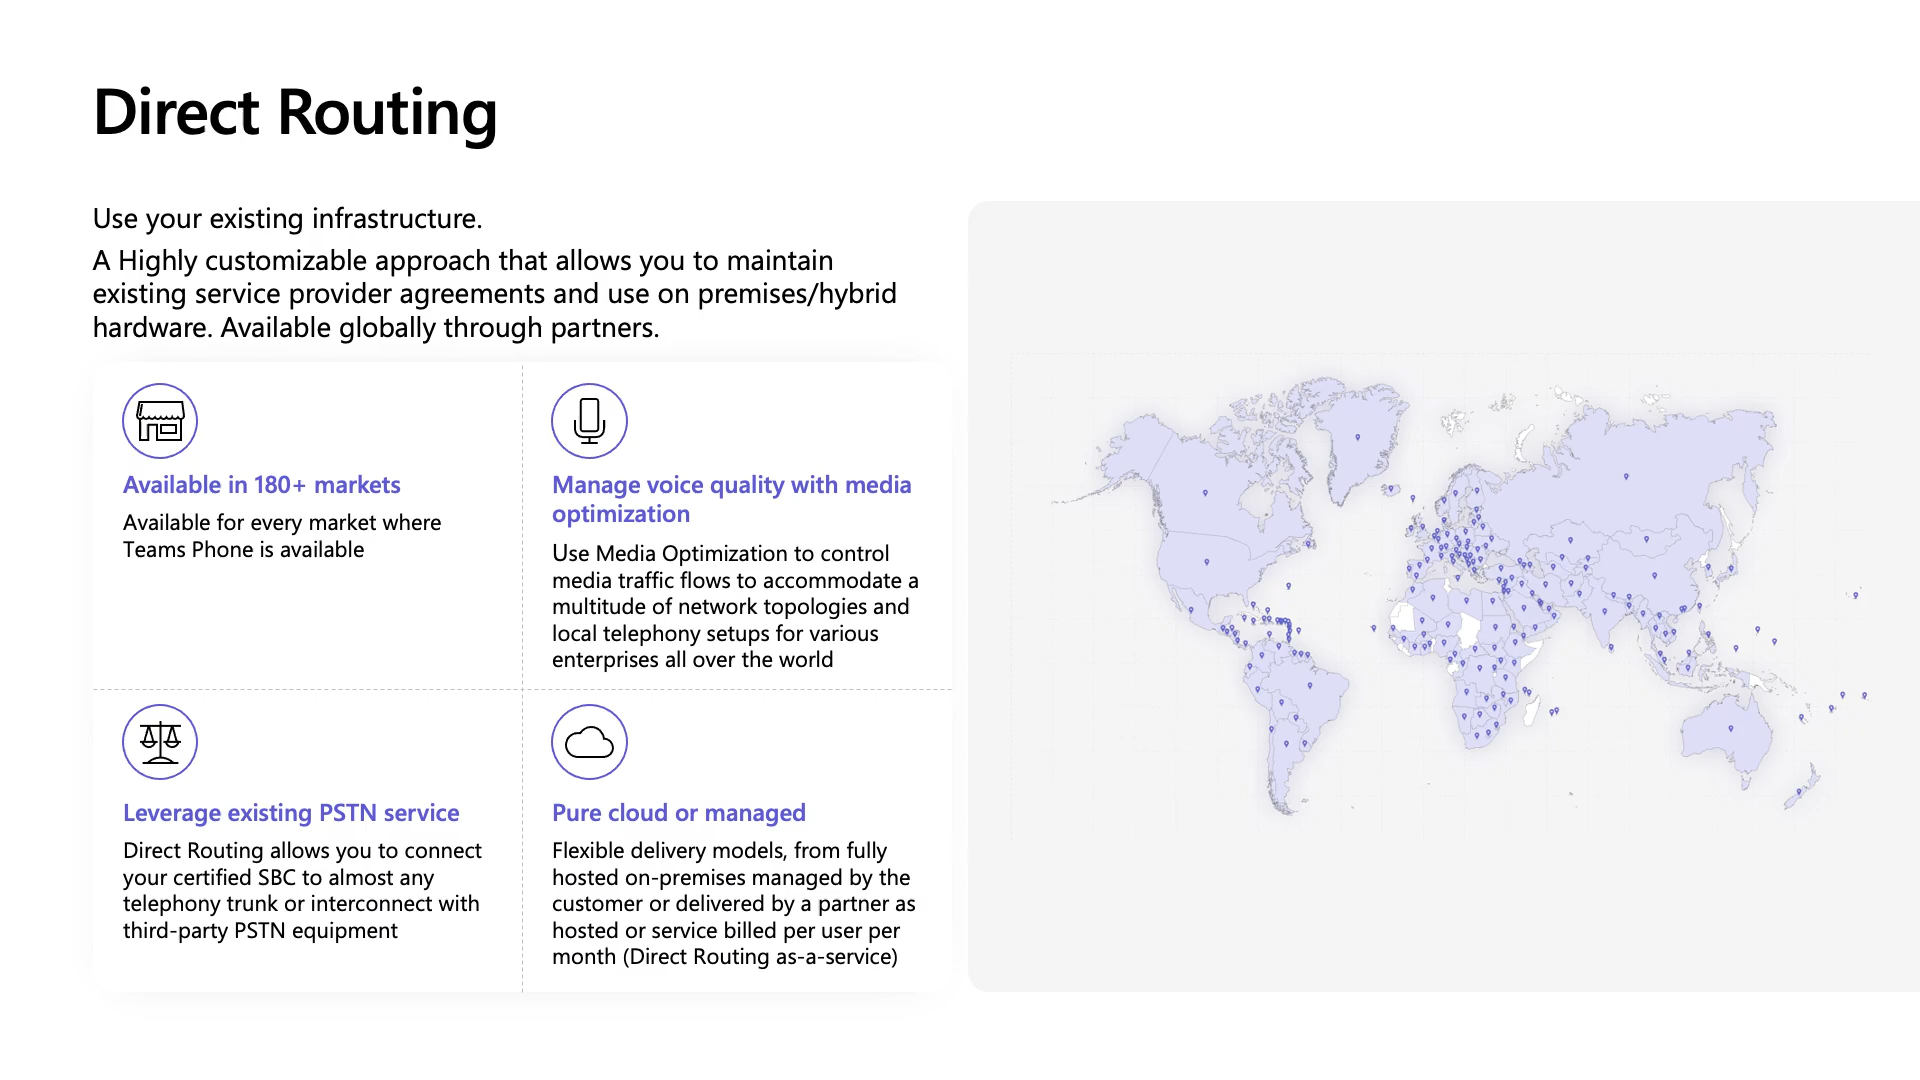 Direct Routing
Use your existing infrastructure.
A Highly customizable approach that allows you to maintain
existing service provider agreements and use on premises/hybrid
hardware. Available globally through partners.
Available in 180+ markets
Available for every market where
Teams Phone is available
Manage voice quality with media
optimization
Use Media Optimization to control
media traffic flows to accommodate a
multitude of network topologies and
local telephony setups for various
enterprises all over the world
Leverage existing PSTN service
Direct Routing allows you to connect
your certified SBC to almost any
telephony trunk or interconnect with
third-party PSTN equipment
Pure cloud or managed
Flexible delivery models, from fully
hosted on-premises managed by the
customer or delivered by a partner as
hosted or service billed per user per
month (Direct Routing as-a-service)